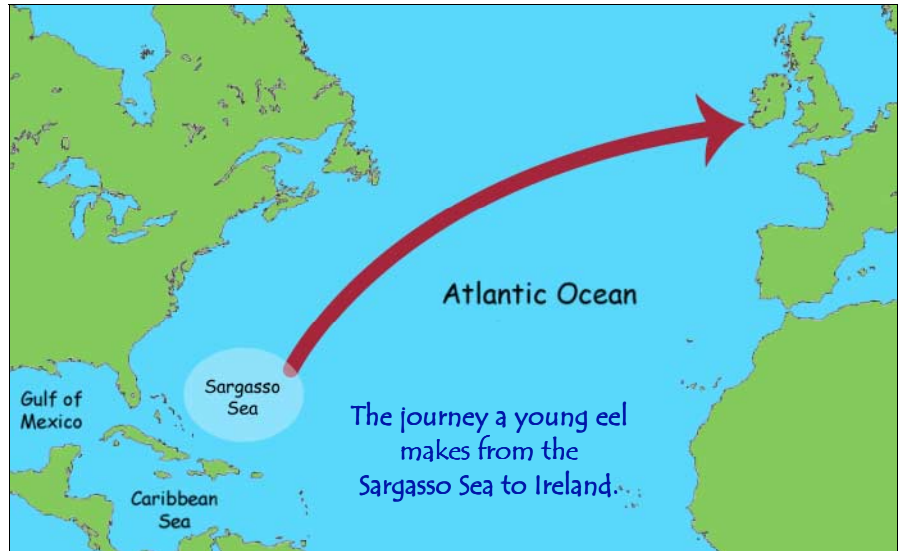 Atlantic Ocean
Sargasso
Sea
Gulf of
Mexico
The journey a young eel
makes from the
Sargasso Sea to Ireland.
Caribbean
Sea